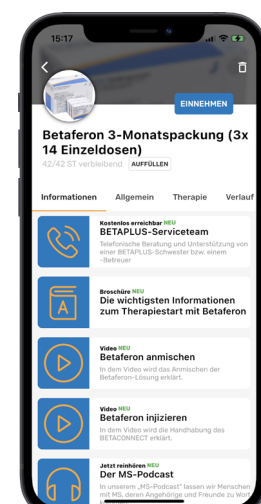 15:17
EINNEHMEN
Betaferon 3-Monatspackung (3x
14 Einzeldosen)
42/42 ST verbleibend · AUFFÜLLEN
Informationen Allgemein Therapie Verlauf
Kostenlos erreichbar NEU
BETAPLUS-Serviceteam
Telefonische Beratung und Unterstützung von
einer BETAPLUS-Schwester bzw. einem
-Betreuer
Broschüre NEU
Die wichtigsten Informationen
zum Therapiestart mit Betaferon
Video NEU
Betaferon anmischen
In dem Video wird das Anmischen der
Betaferon-Lösung erklärt.
Video NEU
Betaferon injizieren
In dem Video wird die Handhabung des
BETACONNECT erklärt.
Jetzt reinhören NEU
Der MS-Podcast
In unserem „MS-Podcast" lassen wir Menschen
mit MS, deren Angehörige und Freunde zu Wort